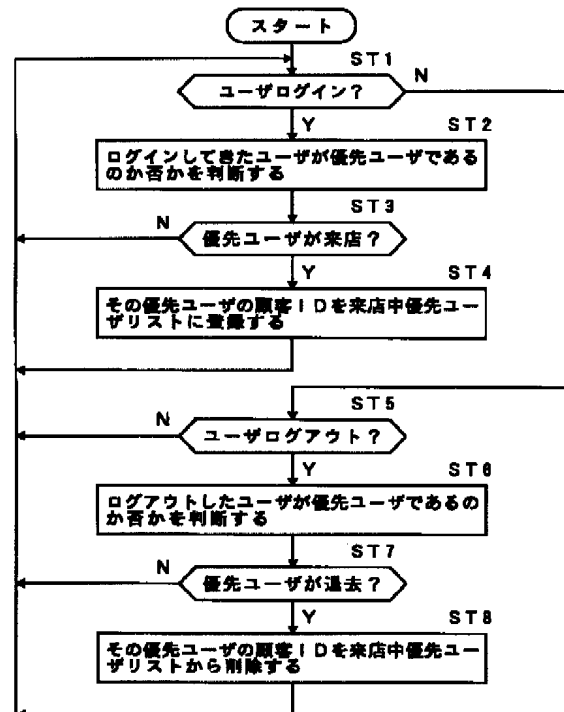 スタート
ST1
ユーザログイン?
N
Y
ST2
ログインしてきたユーザが優先ユーザである
のか否かを判断する
ST3
N
優先ユーザが来店?
Y
ST4
その優先ユーザの顧客IDを来店中優先ユー
ザリストに登録する
ST5
N
ユーザログアウト?
Y
ST6
ログアウトしたユーザが優先ユーザであるの
か否かを判断する
ST7
N
優先ユーザが退去?
Y
ST8
その優先ユーザの顧客IDを来店中優先ユー
ザリストから削除する